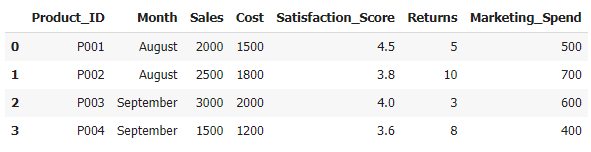 Product_ID Month Sales Cost Satisfaction_Score Returns Marketing_Spend
0 P001 August 2000 1500 4.5 5 500
1 P002 August 2500 1800 3.8 10 700
2 P003 September 3000 2000 4.0 3 600
3 P004 September 1500 1200 3.6 8 400